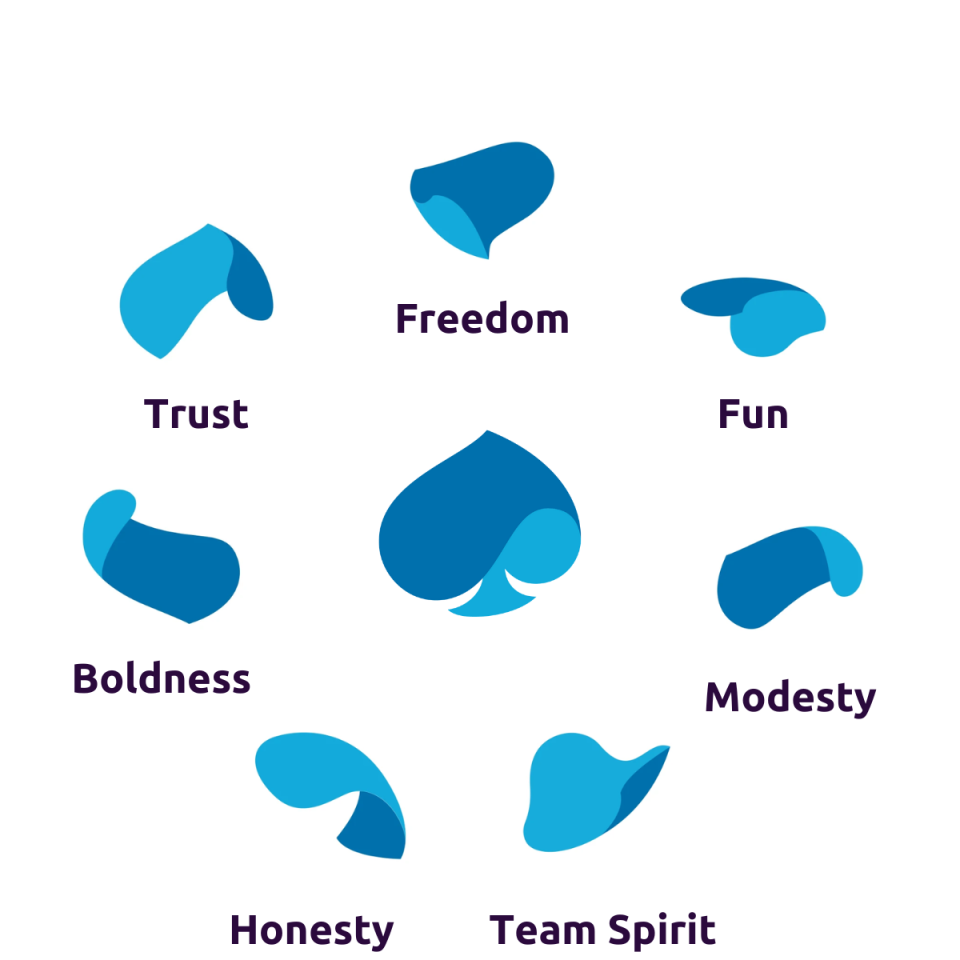 Freedom
Trust
Fun
Boldness
Modesty
Honesty
Team Spirit